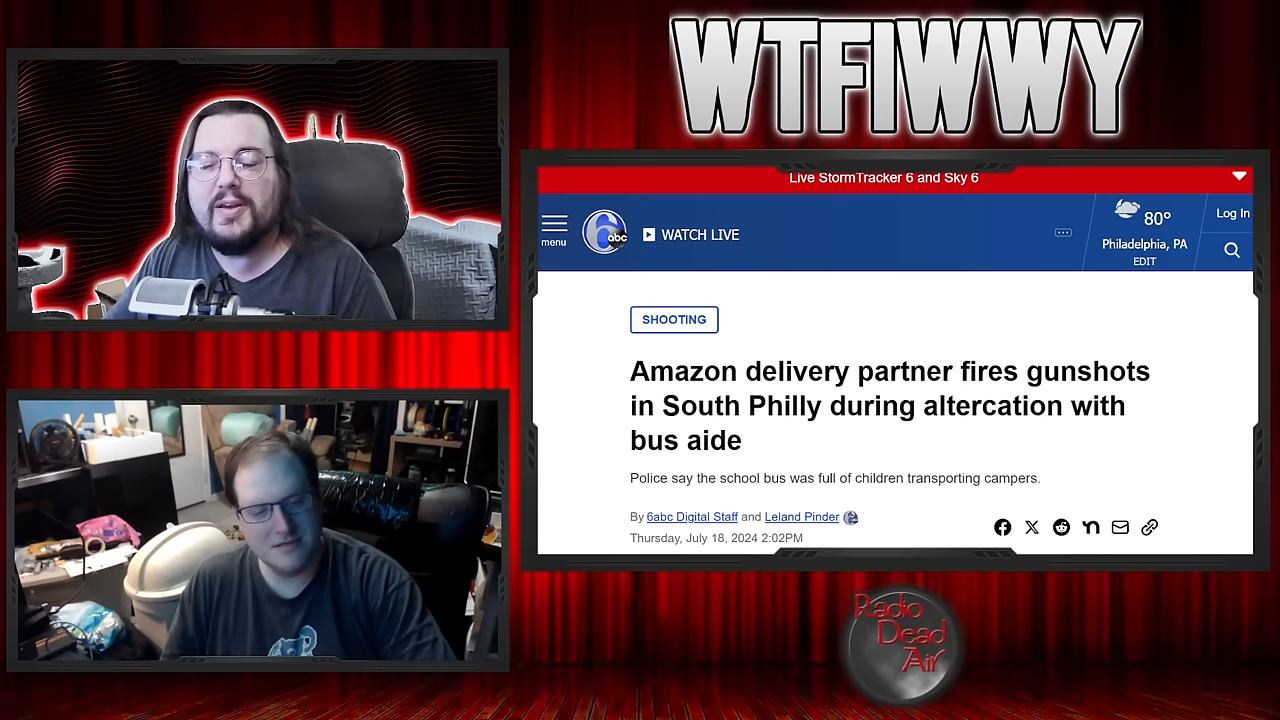 WTFIWWY
Live StormTracker 6 and Sky 6
menu
6abc
WATCH LIVE
80°
Philadelphia, PA
EDIT
Log In
SHOOTING
Amazon delivery partner fires gunshots
in South Philly during altercation with
bus aide
Police say the school bus was full of children transporting campers.
By 6abc Digital Staff and Leland Pinder
Thursday, July 18, 2024 2:02PM
Radio
Dead
Air